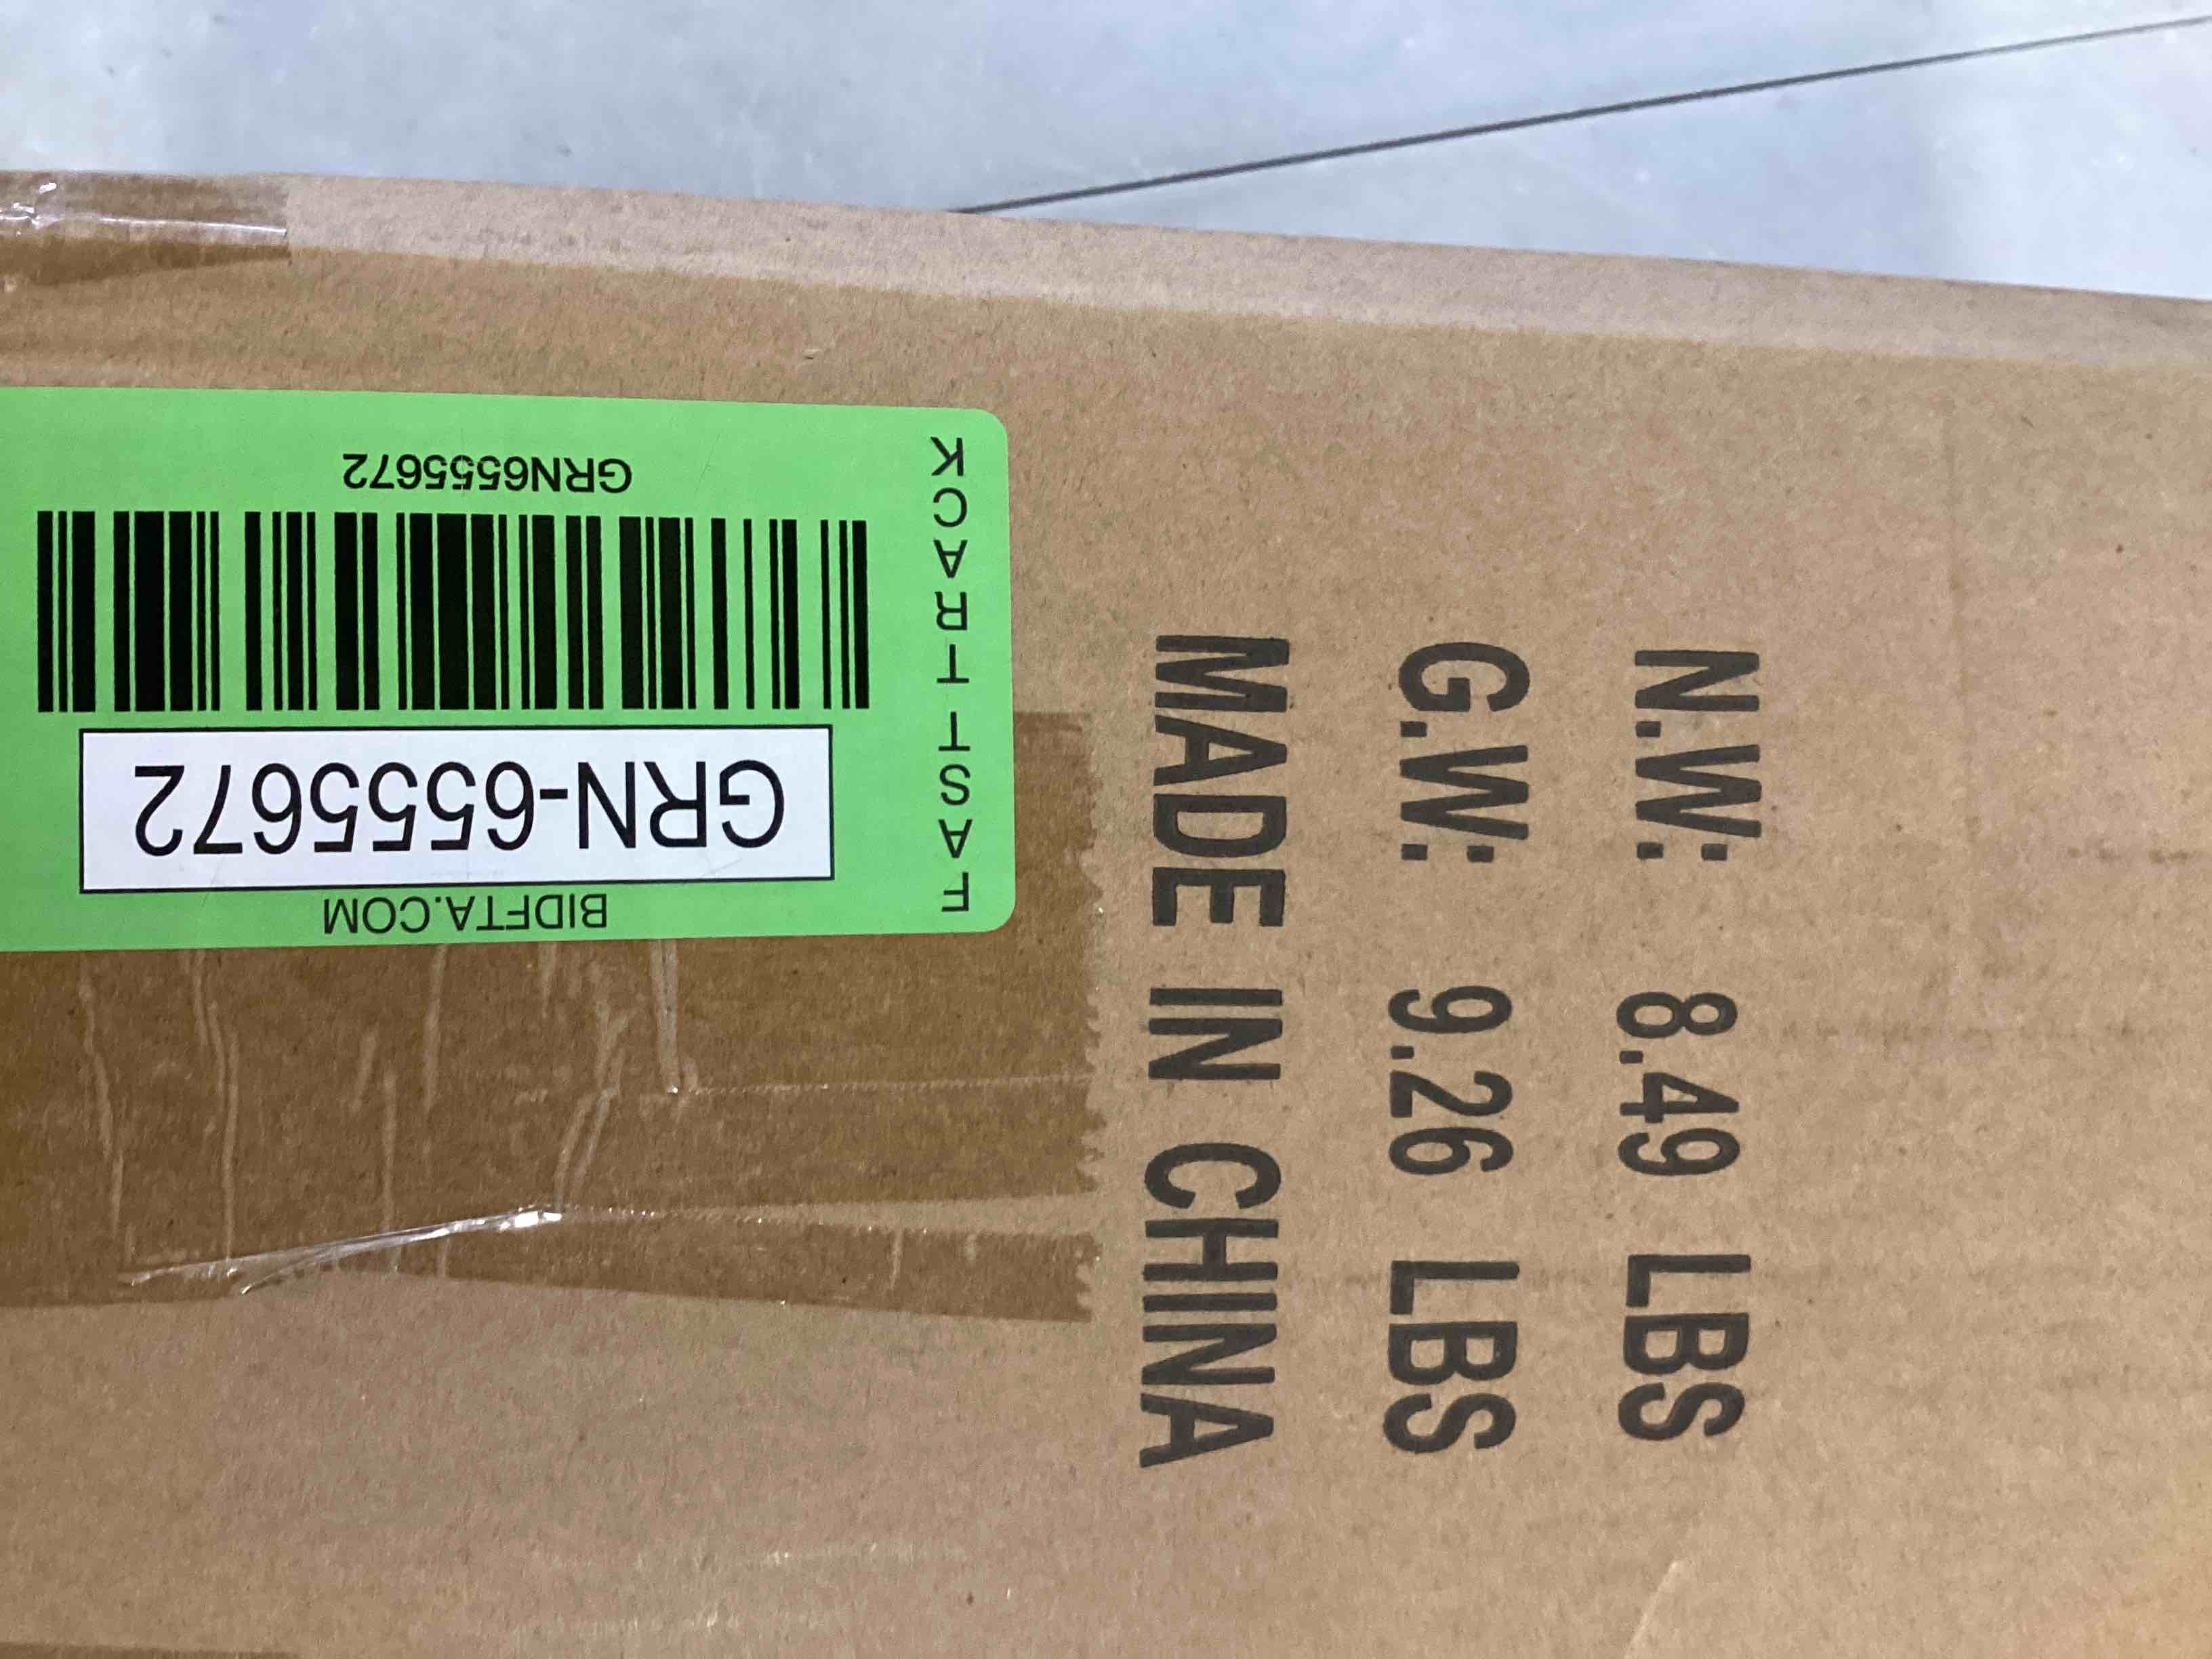 BIDFTA.COM
GRN-6555672
GRN6555672
FAST TRACK
N.W: 8.49 LBS
G.W: 9.26 LBS
MADE IN CHINA